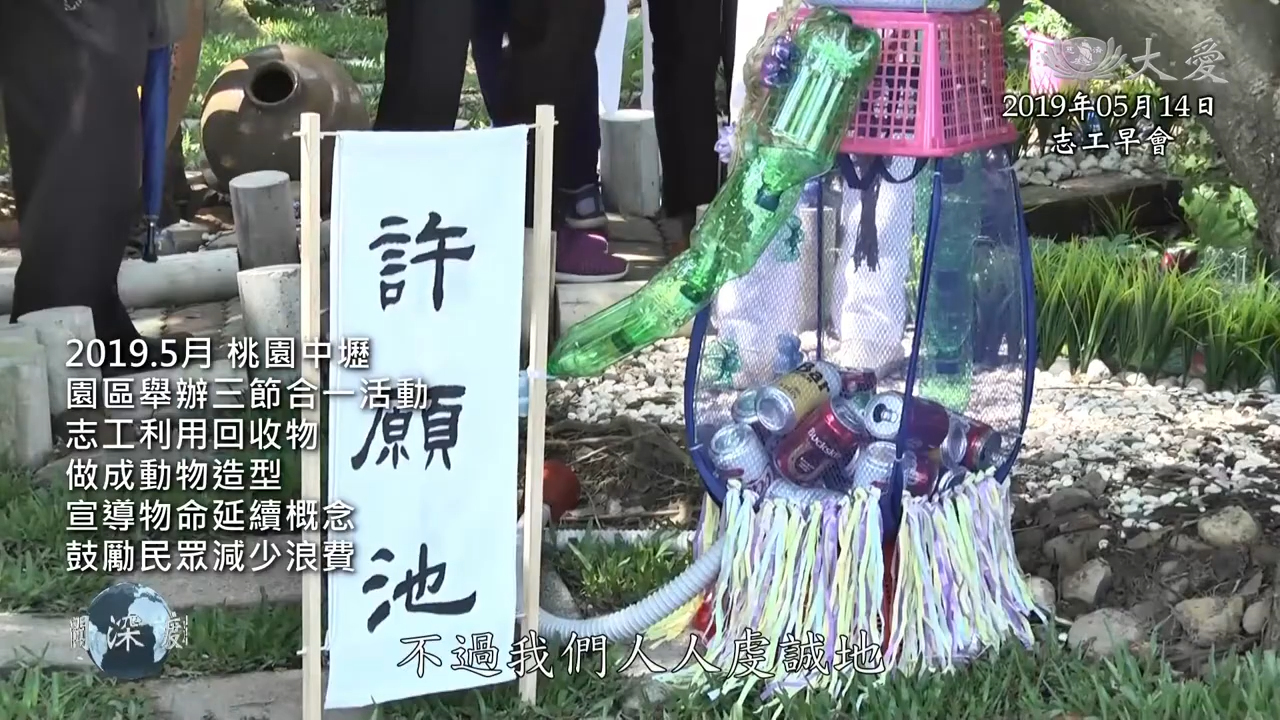 大愛
2019年05月14日
志工早會
許願池
2019.5月 桃園中壢
園區舉辦三節合一活動
志工利用回收物
做成動物造型
宣導物命延續概念
鼓勵民眾減少浪費
深度
不過我們人人虔誠地